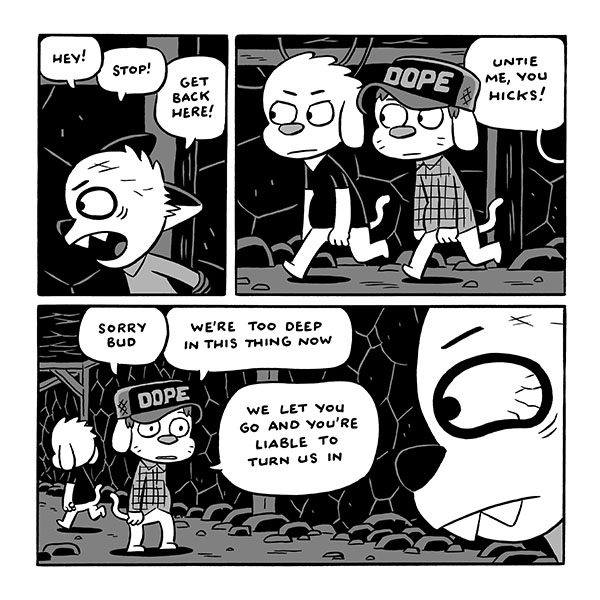 HEY!
STOP!
GET
BACK
HERE!
DOPE
UNTIE
ME, YOU
HICKS!
SORRY
BUD
WE'RE TOO DEEP
IN THIS THING NOW
DOPE
WE LET YOU
GO AND YOU'RE
LIABLE TO
TURN US IN